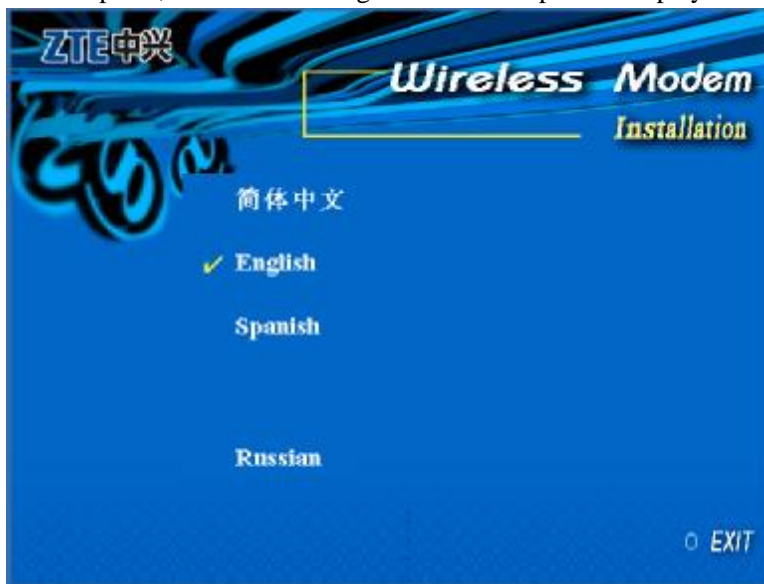 ZTE中兴
Wireless Modem
Installation
简体中文
English
Spanish
Russian
EXIT